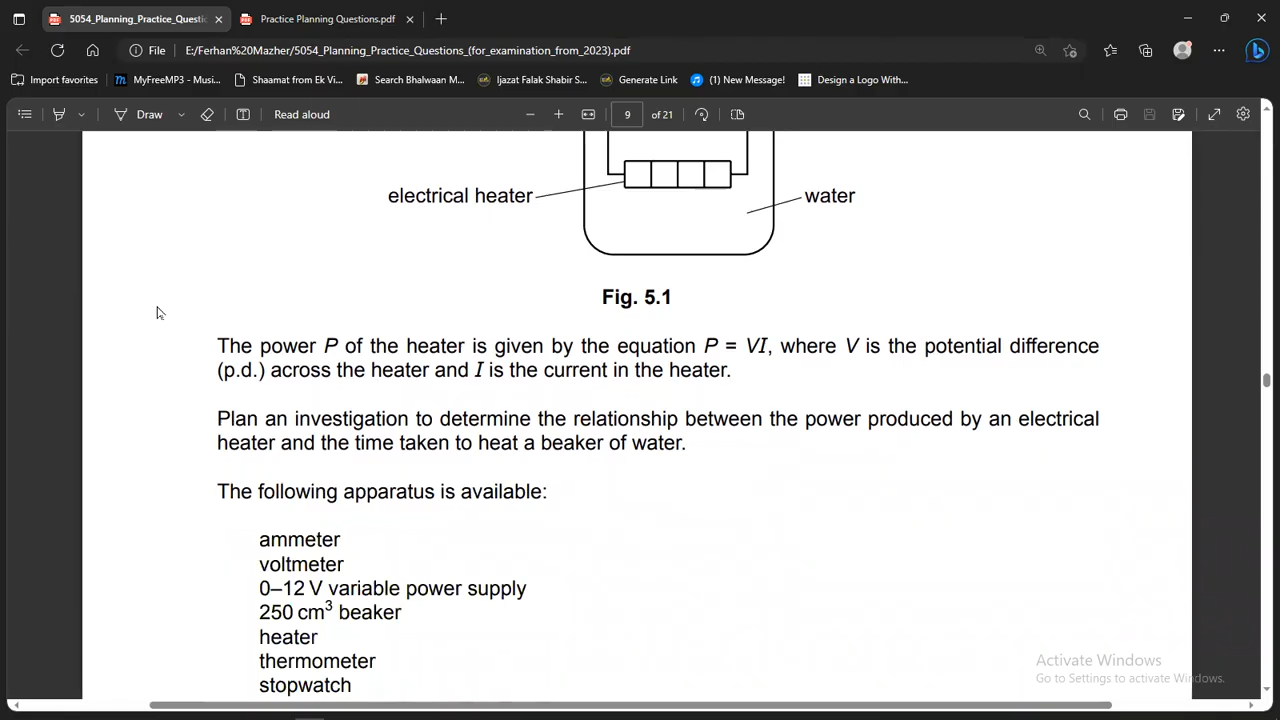 5054_Planning_Practice_Questic
Practice Planning Questions.pdf
File
E:/Ferhan%20Mazher/5054_Planning_Practice_Questions_(for_examination_from_2023).pdf
Import favorites
MyFreeMP3 - Musi...
Shaamat from Ek Vi...
Search Bhalwaan M...
Ijazat Falak Shabir S...
Generate Link
(1) New Message!
Design a Logo With...
Draw
Read aloud
9
of 21
electrical heater
water
Fig. 5.1
The power P of the heater is given by the equation P = VI, where V is the potential difference
(p.d.) across the heater and I is the current in the heater.
Plan an investigation to determine the relationship between the power produced by an electrical
heater and the time taken to heat a beaker of water.
The following apparatus is available:
ammeter
voltmeter
0–12 V variable power supply
250 cm³ beaker
heater
thermometer
stopwatch
Activate Windows
Go to Settings to activate Windows.